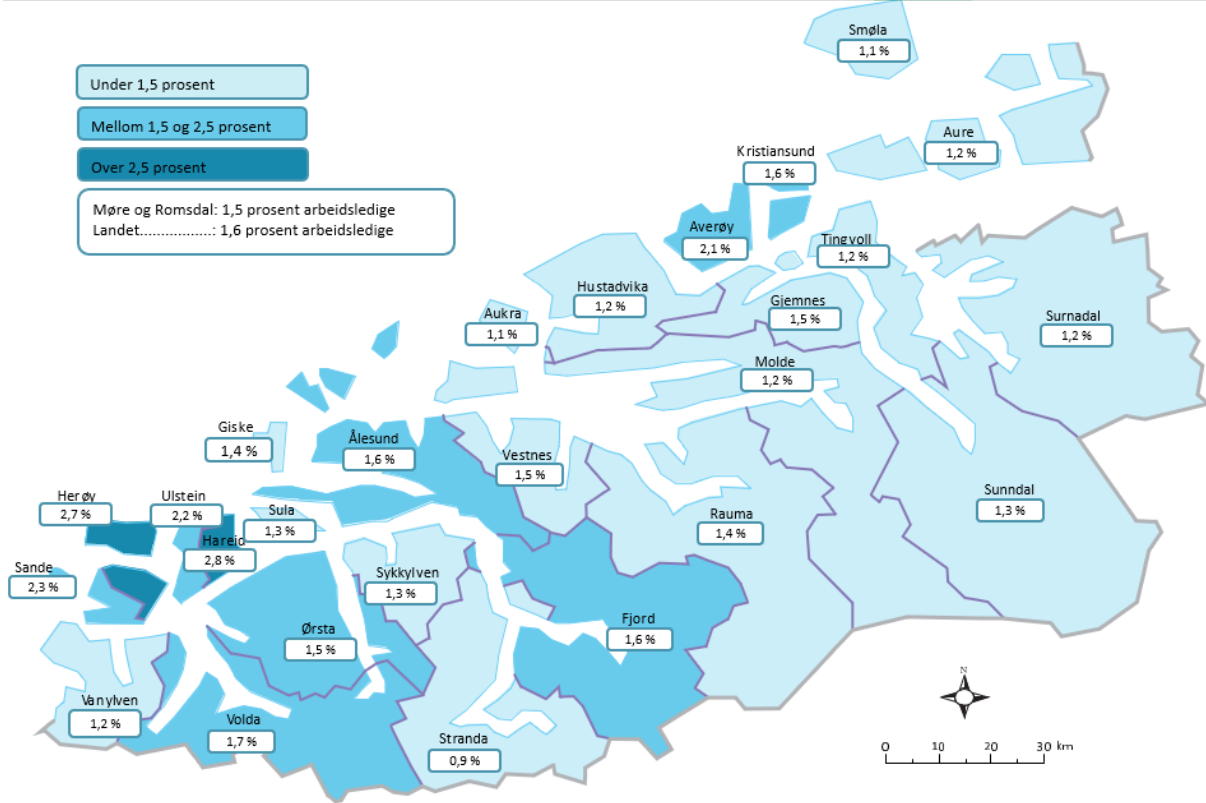 Under 1,5 prosent
Mellom 1,5 og 2,5 prosent
Over 2,5 prosent
Møre og Romsdal: 1,5 prosent arbeidsledige
Landet.................: 1,6 prosent arbeidsledige
Smøla
1,1 %
Aure
1,2 %
Kristiansund
1,6 %
Averøy
2,1 %
Tingvoll
1,2 %
Hustadvika
1,2 %
Gjemnes
1,5 %
Surnadal
1,2 %
Aukra
1,1 %
Molde
1,2 %
Giske
1,4 %
Ålesund
1,6 %
Vestnes
1,5 %
Sunndal
1,3 %
Herøy
2,7 %
Ulstein
2,2 %
Sula
1,3 %
Rauma
1,4 %
Hareid
2,8 %
Sande
2,3 %
Sykkylven
1,3 %
Ørsta
1,5 %
Fjord
1,6 %
Vanylven
1,2 %
Volda
1,7 %
Stranda
0,9 %
N
0 10 20 30 km